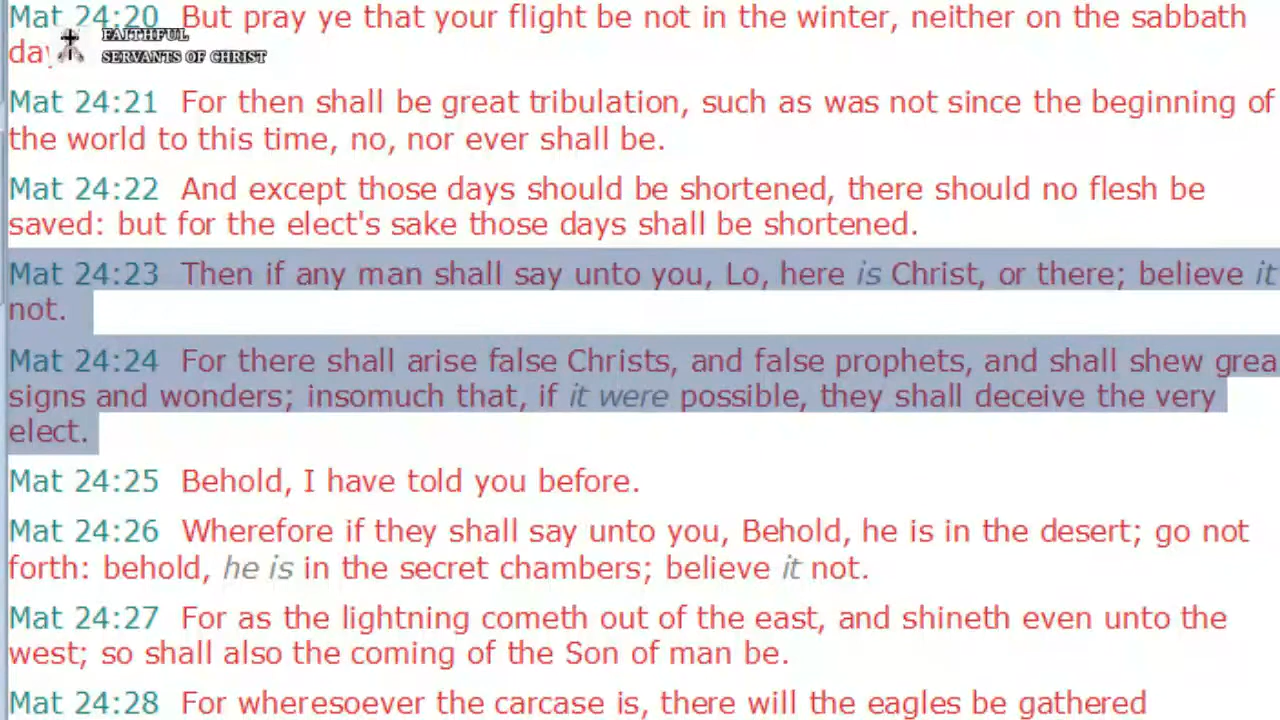 Mat 24:20 But pray ye that your flight be not in the winter, neither on the sabbath
day
FAITHFUL
SERVANTS OF CHRIST
Mat 24:21 For then shall be great tribulation, such as was not since the beginning of
the world to this time, no, nor ever shall be.
Mat 24:22 And except those days should be shortened, there should no flesh be
saved: but for the elect's sake those days shall be shortened.
Mat 24:23 Then if any man shall say unto you, Lo, here is Christ, or there; believe it
not.
Mat 24:24 For there shall arise false Christs, and false prophets, and shall shew grea
signs and wonders; insomuch that, if it were possible, they shall deceive the very
elect.
Mat 24:25 Behold, I have told you before.
Mat 24:26 Wherefore if they shall say unto you, Behold, he is in the desert; go not
forth: behold, he is in the secret chambers; believe it not.
Mat 24:27 For as the lightning cometh out of the east, and shineth even unto the
west; so shall also the coming of the Son of man be.
Mat 24:28 For wheresoever the carcase is, there will the eagles be gathered